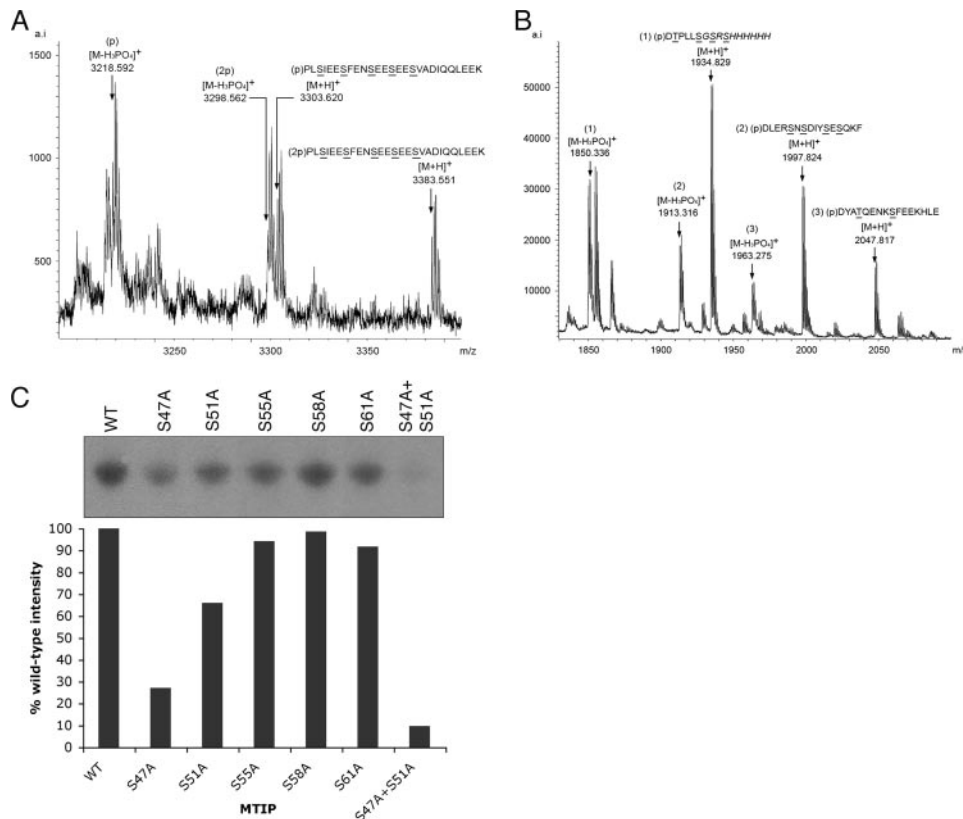 A
a.i
1500
1000
500
(p)
[M-H₃PO₄]⁺
3218.592
(2p)
[M-H₃PO₄]⁺
3298.562
(p)PLSIEESFENSEESEESVADIQQLEEK
[M+H]⁺
3303.620
(2p)PLSIEESFENSEESEESVADIQQLEEK
[M+H]⁺
3383.551
3250
3300
3350
m/z
B
a.i
50000
40000
30000
20000
10000
(1) (p)DTPLLSGSRSHHHHHH
[M+H]⁺
1934.829
(1)
[M-H₃PO₄]⁺
1850.336
(2) (p)DLERSNSDIYSESQKF
[M+H]⁺
1997.824
(2)
[M-H₃PO₄]⁺
1913.316
(3) (p)DYATQENKSFEEKHLE
[M+H]⁺
2047.817
(3)
[M-H₃PO₄]⁺
1963.275
1850
1900
1950
2000
2050
m/
C
WT
S47A
S51A
S55A
S58A
S61A
S47A+
S51A
% wild-type intensity
100
90
80
70
60
50
40
30
20
10
0
WT
S47A
S51A
S55A
S58A
S61A
S47A+S51A
MTIP